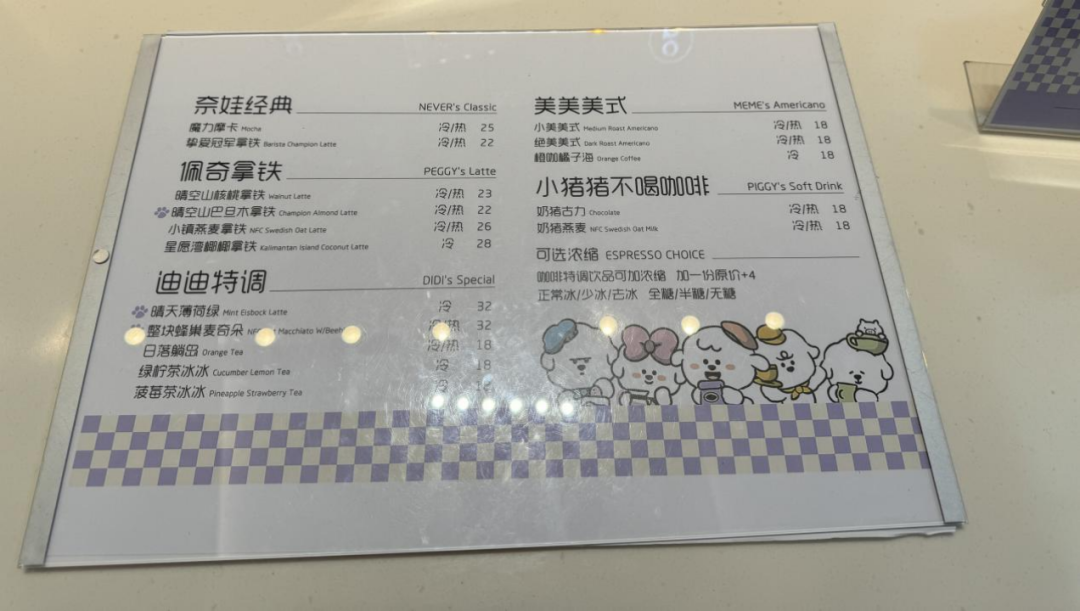 奈娃经典 NEVER's Classic
魔力摩卡 Mocha 冷/热 25
挚爱冠军拿铁 Barista Champion Latte 冷/热 22
佩奇拿铁 PEGGY's Latte
晴空山核桃拿铁 Walnut Latte 冷/热 23
晴空山巴旦木拿铁 Champion Almond Latte 冷/热 22
小镇燕麦拿铁 NFC Swedish Oat Latte 冷/热 26
星愿湾椰椰拿铁 Kalimantan Island Coconut Latte 冷 28
迪迪特调 DIDI's Special
晴天薄荷绿 Mint Eisbock Latte 冷 32
整块蜂巢麦奇朵 Macchiato 冷/热 32
日落躺岛 Orange Tea 冷/热 18
绿柠茶冰冰 Cucumber Lemon Tea 冷 18
菠莓茶冰冰 Pineapple Strawberry Tea 冷
美美美式 MEME's Americano
小美美式 Medium Roast Americano 冷/热 18
绝美美式 Dark Roast Americano 冷/热 18
橙咖橘子海 Orange Coffee 冷 18
小猪猪不喝咖啡 PIGGY's Soft Drink
奶猪古力 Chocolate 冷/热 18
奶猪燕麦 NFC Swedish Oat Milk 冷/热 18
可选浓缩 ESPRESSO CHOICE
咖啡特调饮品可加浓缩 加一份原价+4
正常冰/少冰/去冰 全糖/半糖/无糖